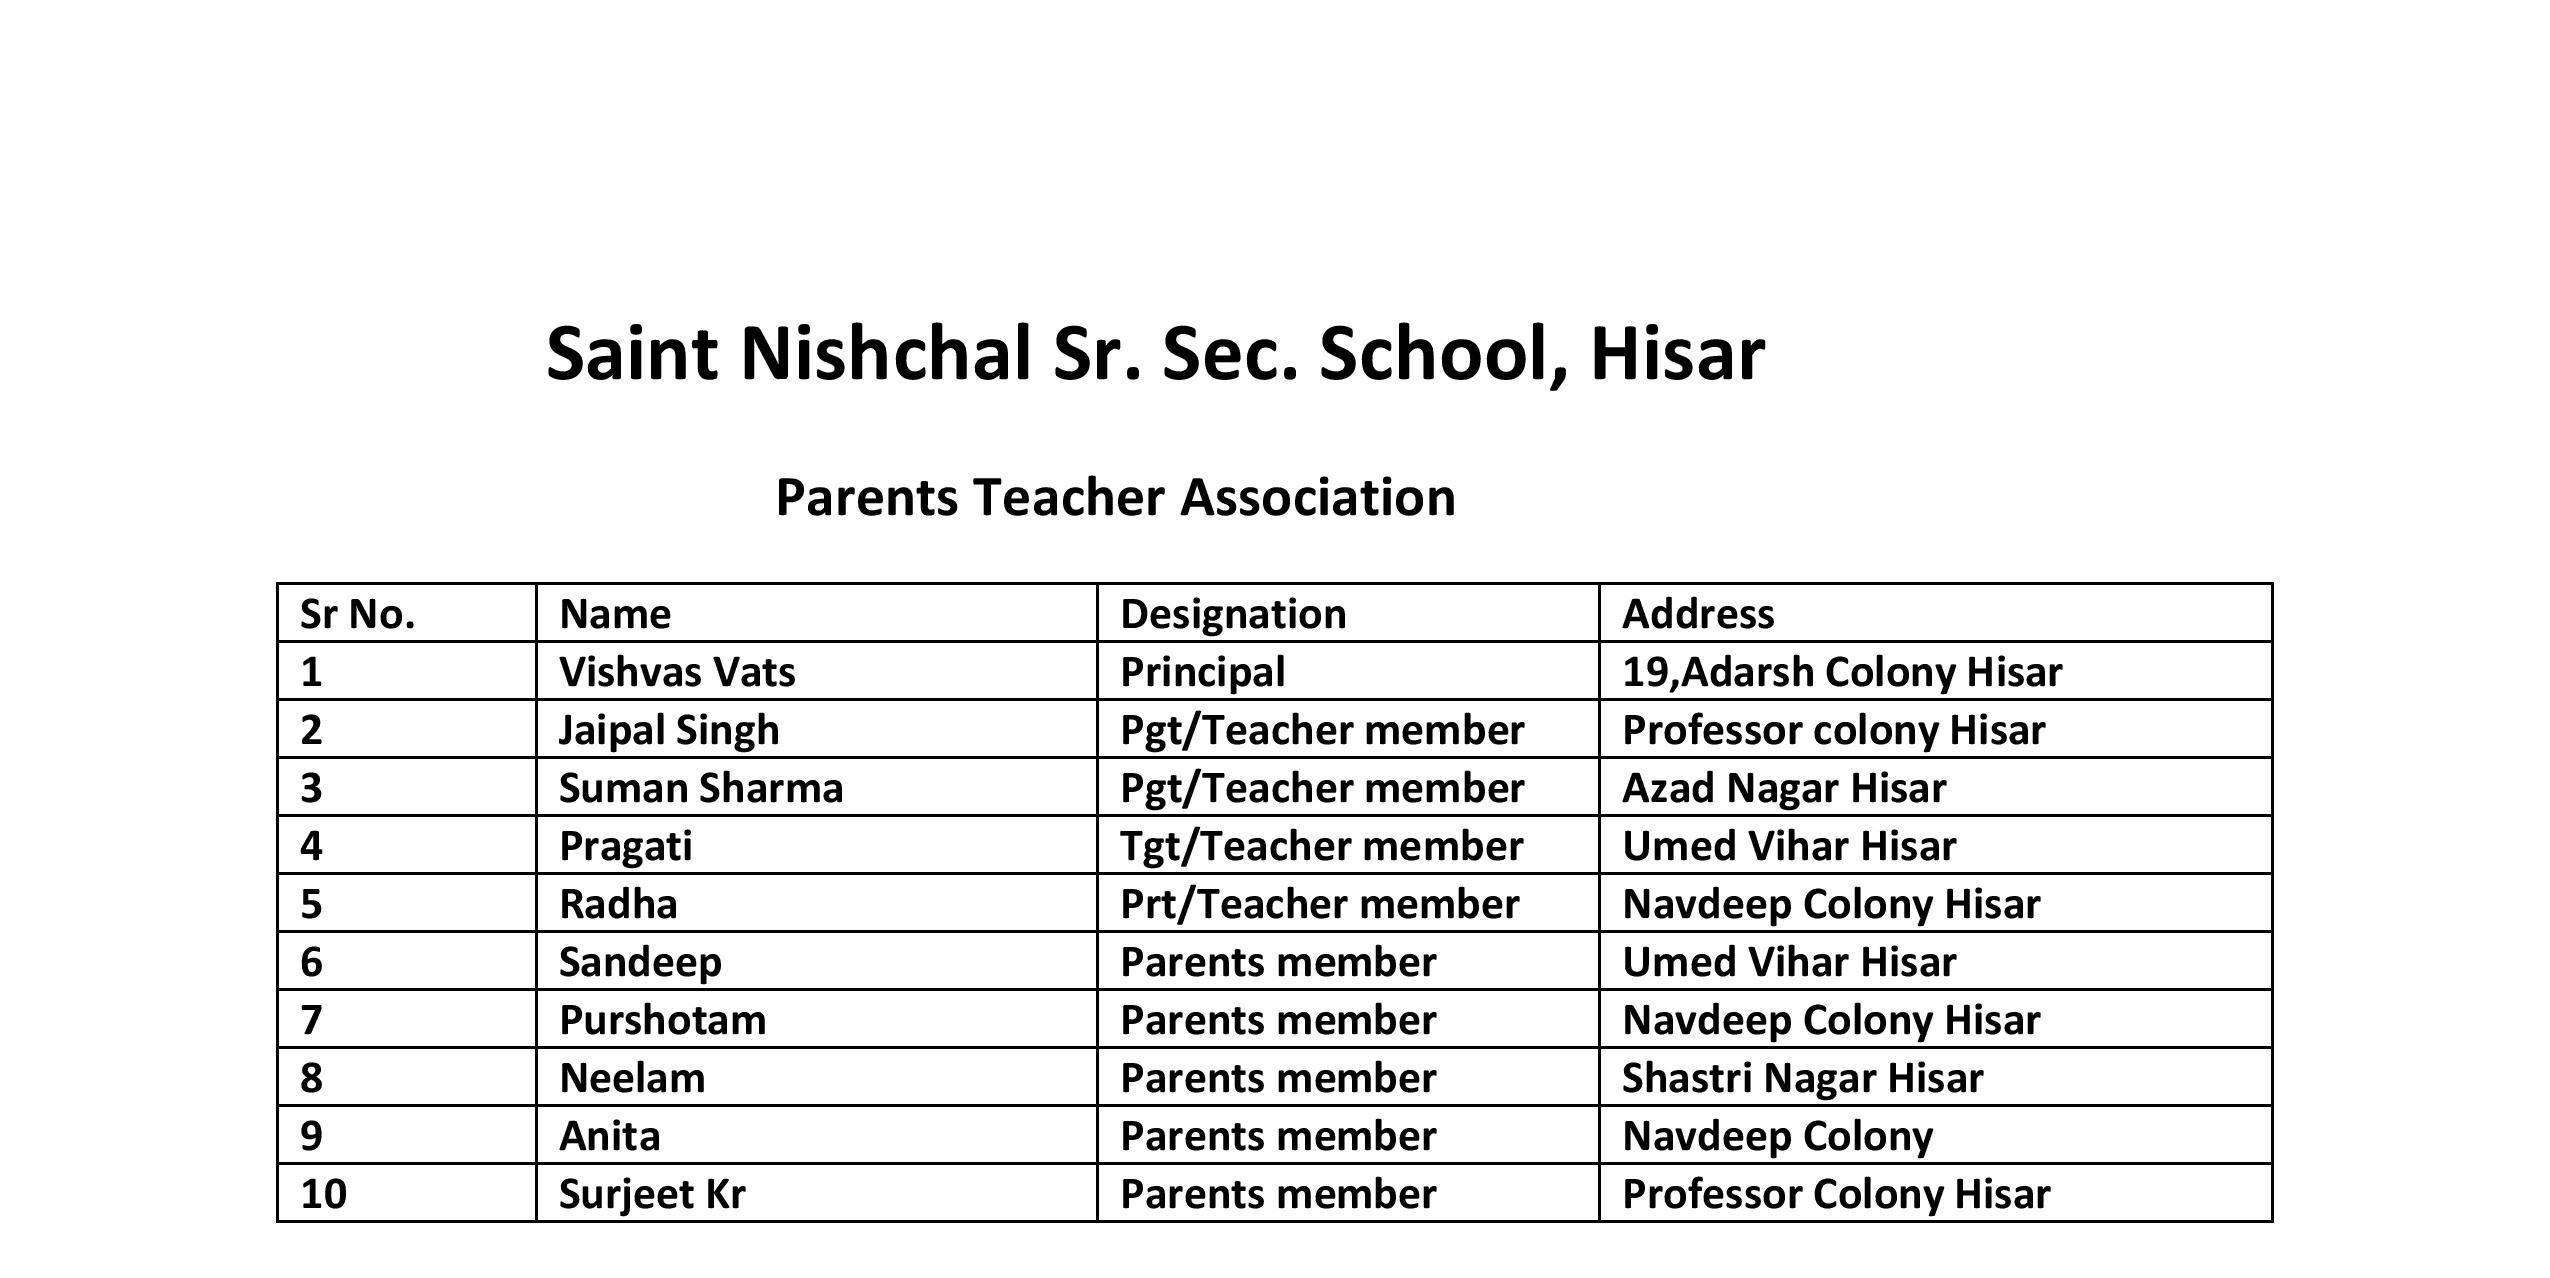 Saint Nishchal Sr. Sec. School, Hisar
Parents Teacher Association
Sr No. Name Designation Address
1 Vishvas Vats Principal 19,Adarsh Colony Hisar
2 Jaipal Singh Pgt/Teacher member Professor colony Hisar
3 Suman Sharma Pgt/Teacher member Azad Nagar Hisar
4 Pragati Tgt/Teacher member Umed Vihar Hisar
5 Radha Prt/Teacher member Navdeep Colony Hisar
6 Sandeep Parents member Umed Vihar Hisar
7 Purshotam Parents member Navdeep Colony Hisar
8 Neelam Parents member Shastri Nagar Hisar
9 Anita Parents member Navdeep Colony
10 Surjeet Kr Parents member Professor Colony Hisar